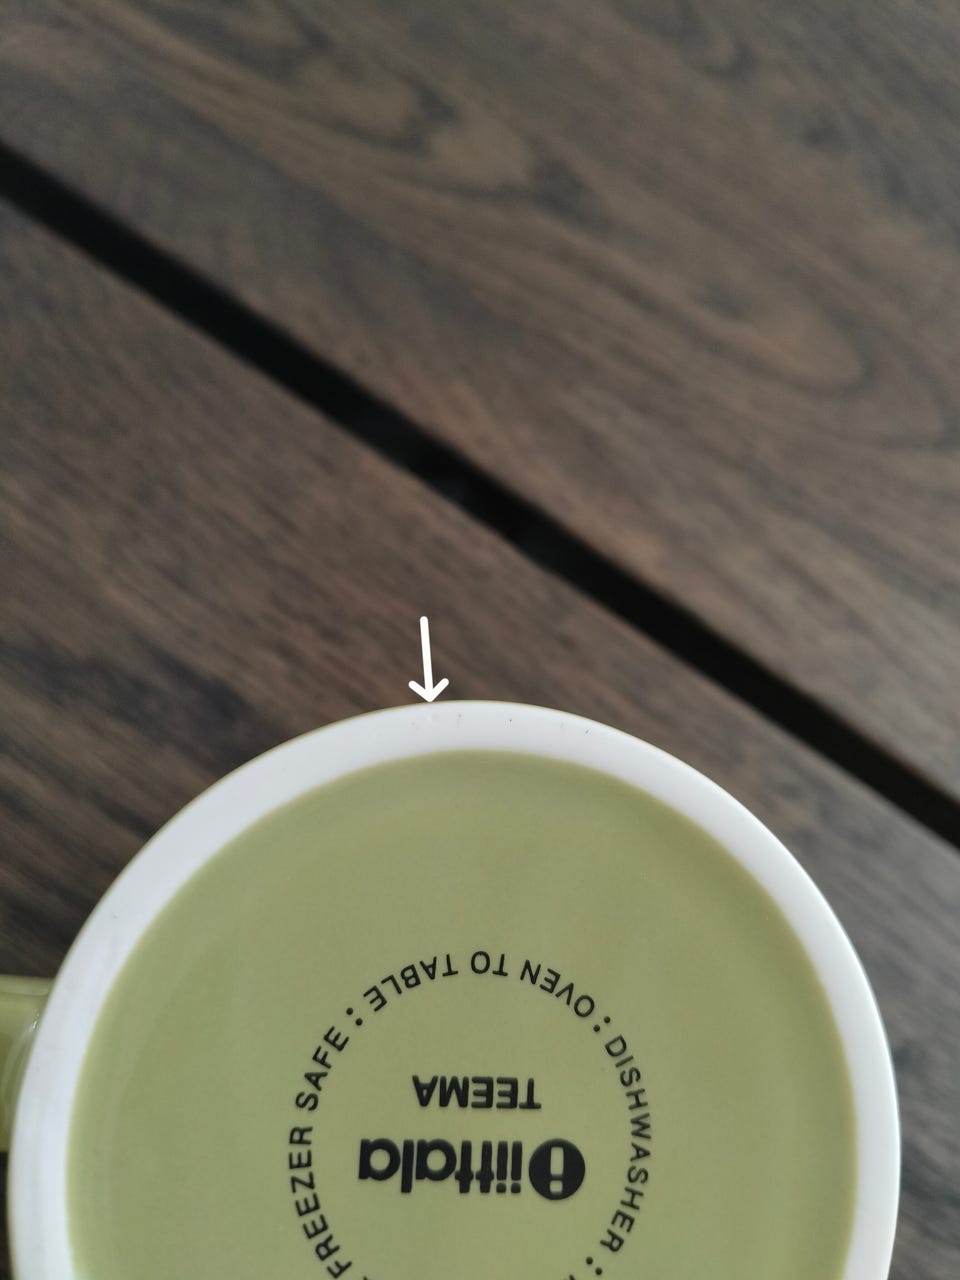 FREEZER SAFE : OVEN TO TABLE : DISHWASHER :
iittala
TEEMA